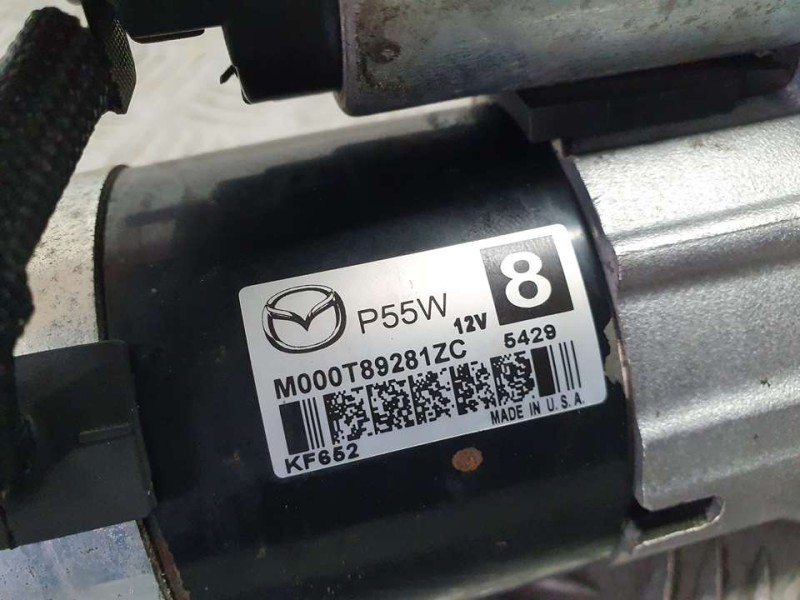 P55W 12V 8
M000T89281ZC 5429
KF652 MADE IN U.S.A.